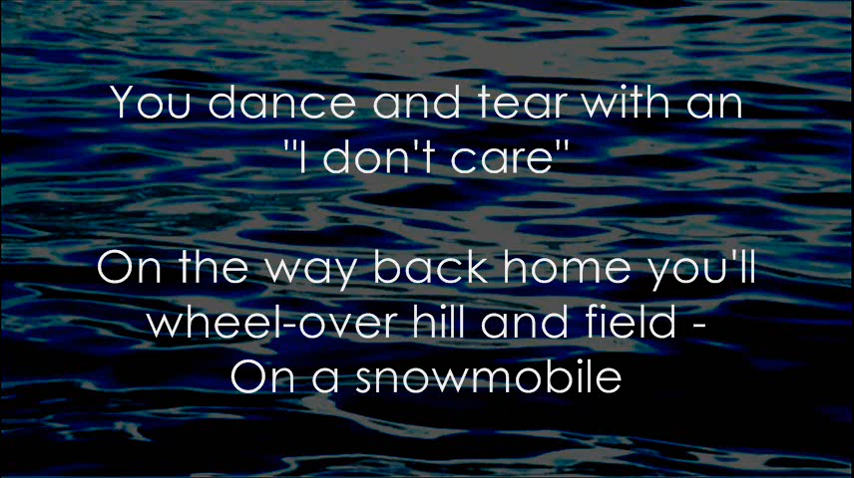 You dance and tear with an
"I don't care"
On the way back home you'll
wheel-over hill and field -
On a snowmobile